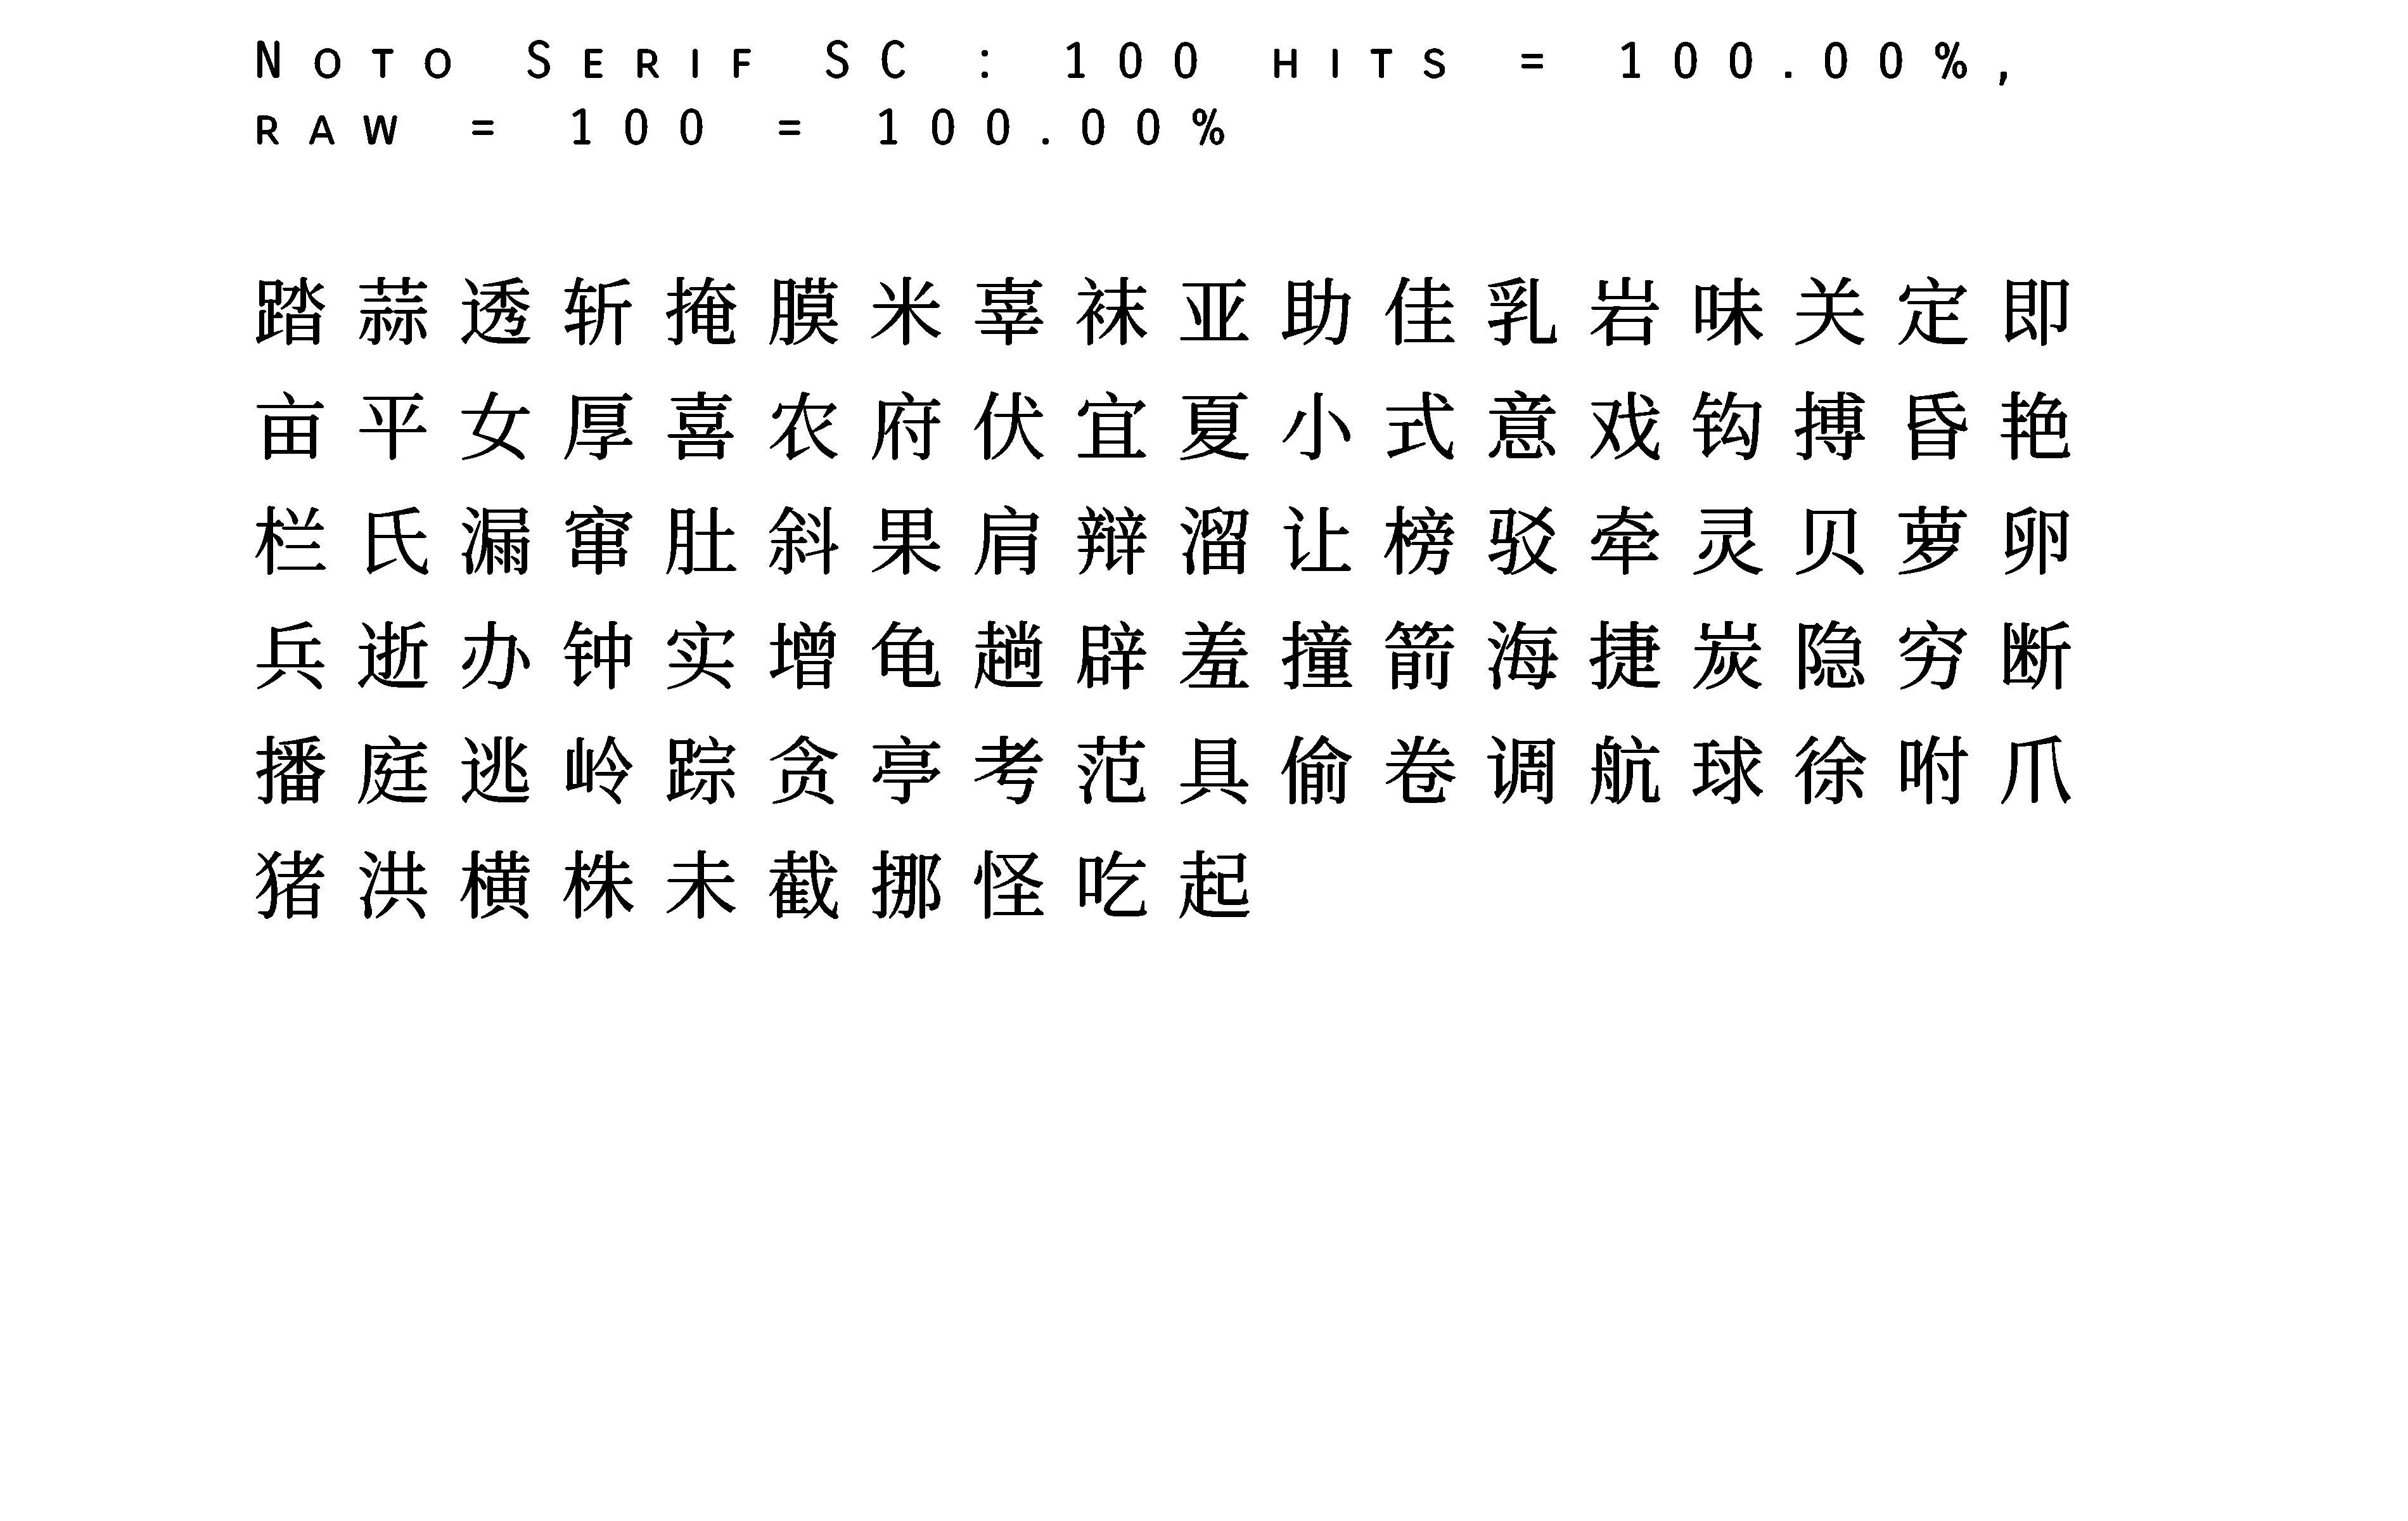 Noto Serif SC : 100 hits = 100.00%,
raw = 100 = 100.00%
踏蒜透斩掩膜米辜袜亚助佳乳岩味关定即
亩平女厚喜农府伏宜夏小式意戏钩搏昏艳
栏氏漏窜肚斜果肩辩溜让榜驳牵灵贝萝卵
兵逝办钟实增龟趟辟羞撞箭海捷炭隐穷断
播庭逃岭踪贪亭考范具偷卷调航球徐咐爪
猪洪横株未截挪怪吃起